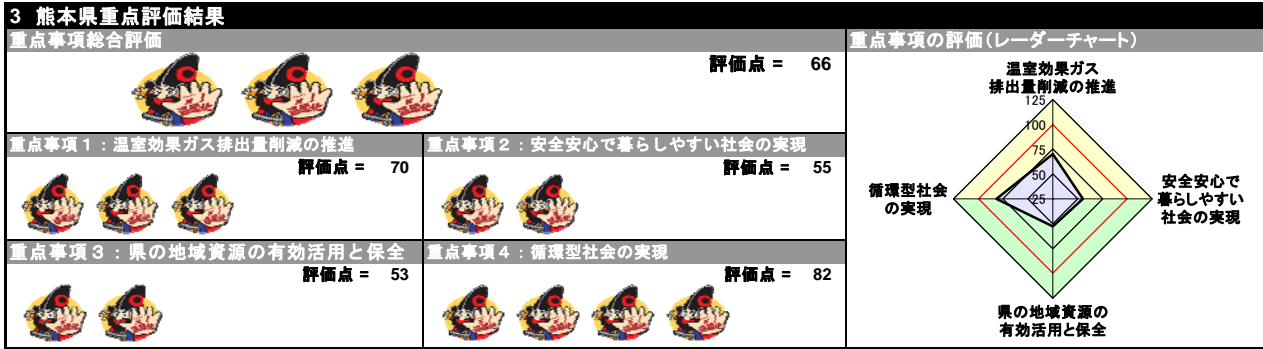 3 熊本県重点評価結果
重点事項総合評価
評価点 = 66
重点事項1：温室効果ガス排出量削減の推進
評価点 = 70
重点事項2：安全安心で暮らしやすい社会の実現
評価点 = 55
重点事項3：県の地域資源の有効活用と保全
評価点 = 53
重点事項4：循環型社会の実現
評価点 = 82
重点事項の評価(レーダーチャート)
温室効果ガス
排出量削減の推進
125
100
75
50
25
循環型社会
の実現
安全安心で
暮らしやすい
社会の実現
県の地域資源の
有効活用と保全